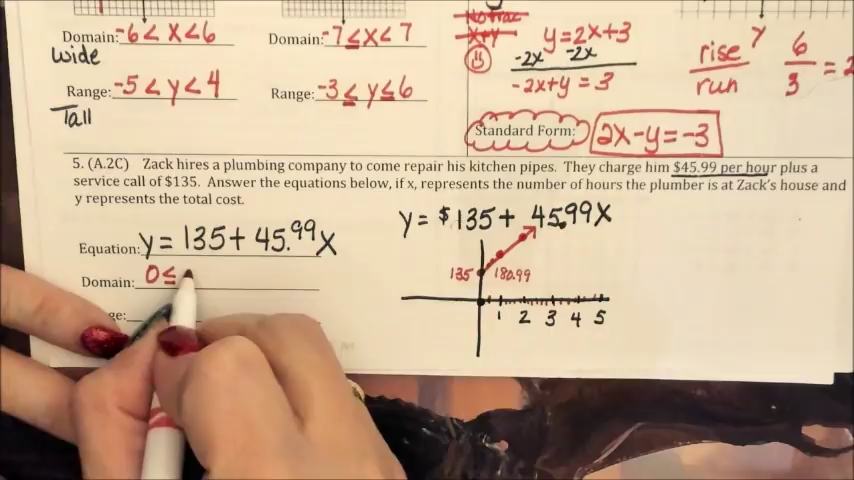 Domain: -6 < x < 6
Wide
Range: -5 < y < 4
Tall
Domain: -7 ≤ x < 7
Range: -3 ≤ y ≤ 6
y = 2x+3
-2x -2x
-2x+y = 3
Standard Form: 2x-y=-3
rise
run
6
3
= 2
5. (A.2C) Zack hires a plumbing company to come repair his kitchen pipes. They charge him $45.99 per hour plus a
service call of $135. Answer the equations below, if x, represents the number of hours the plumber is at Zack's house and
y represents the total cost.
Equation: y = 135 + 45.99x
Domain: 0 ≤
ge:
y = $135 + 45.99x
135 180.99
1 2 3 4 5